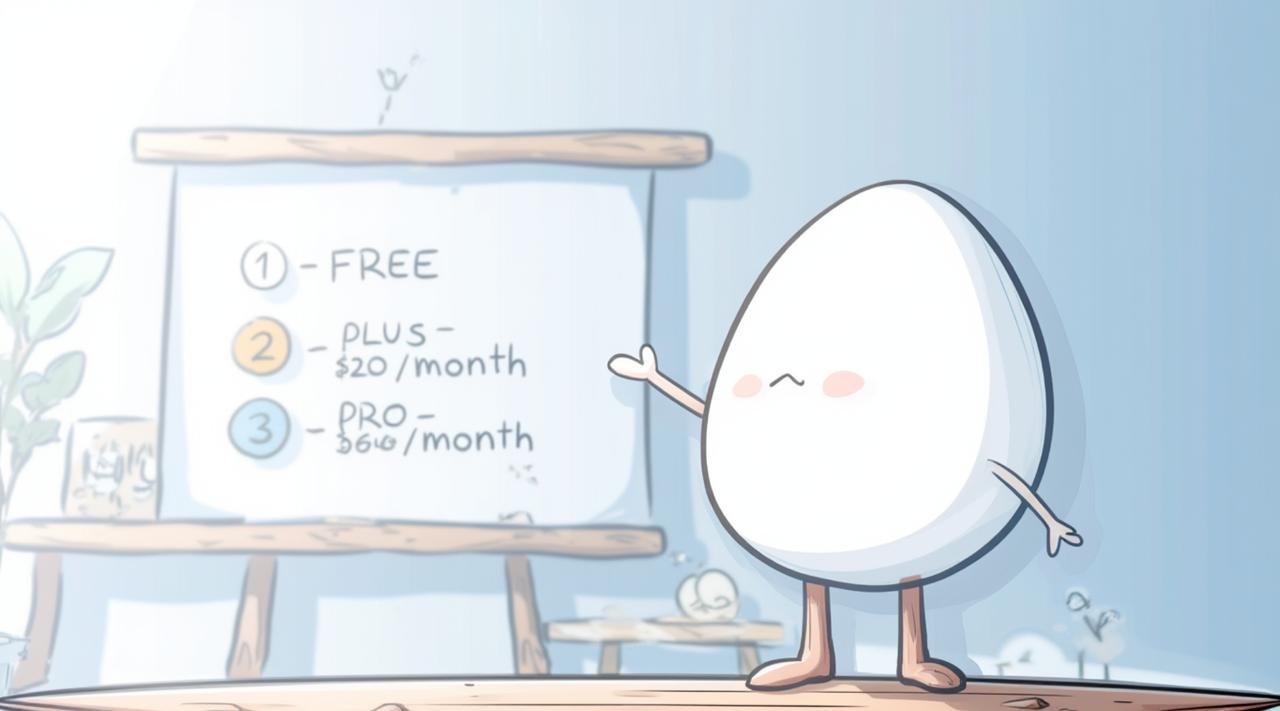 1 - FREE
2 - PLUS -
$20 /month
3 - PRO -
/month